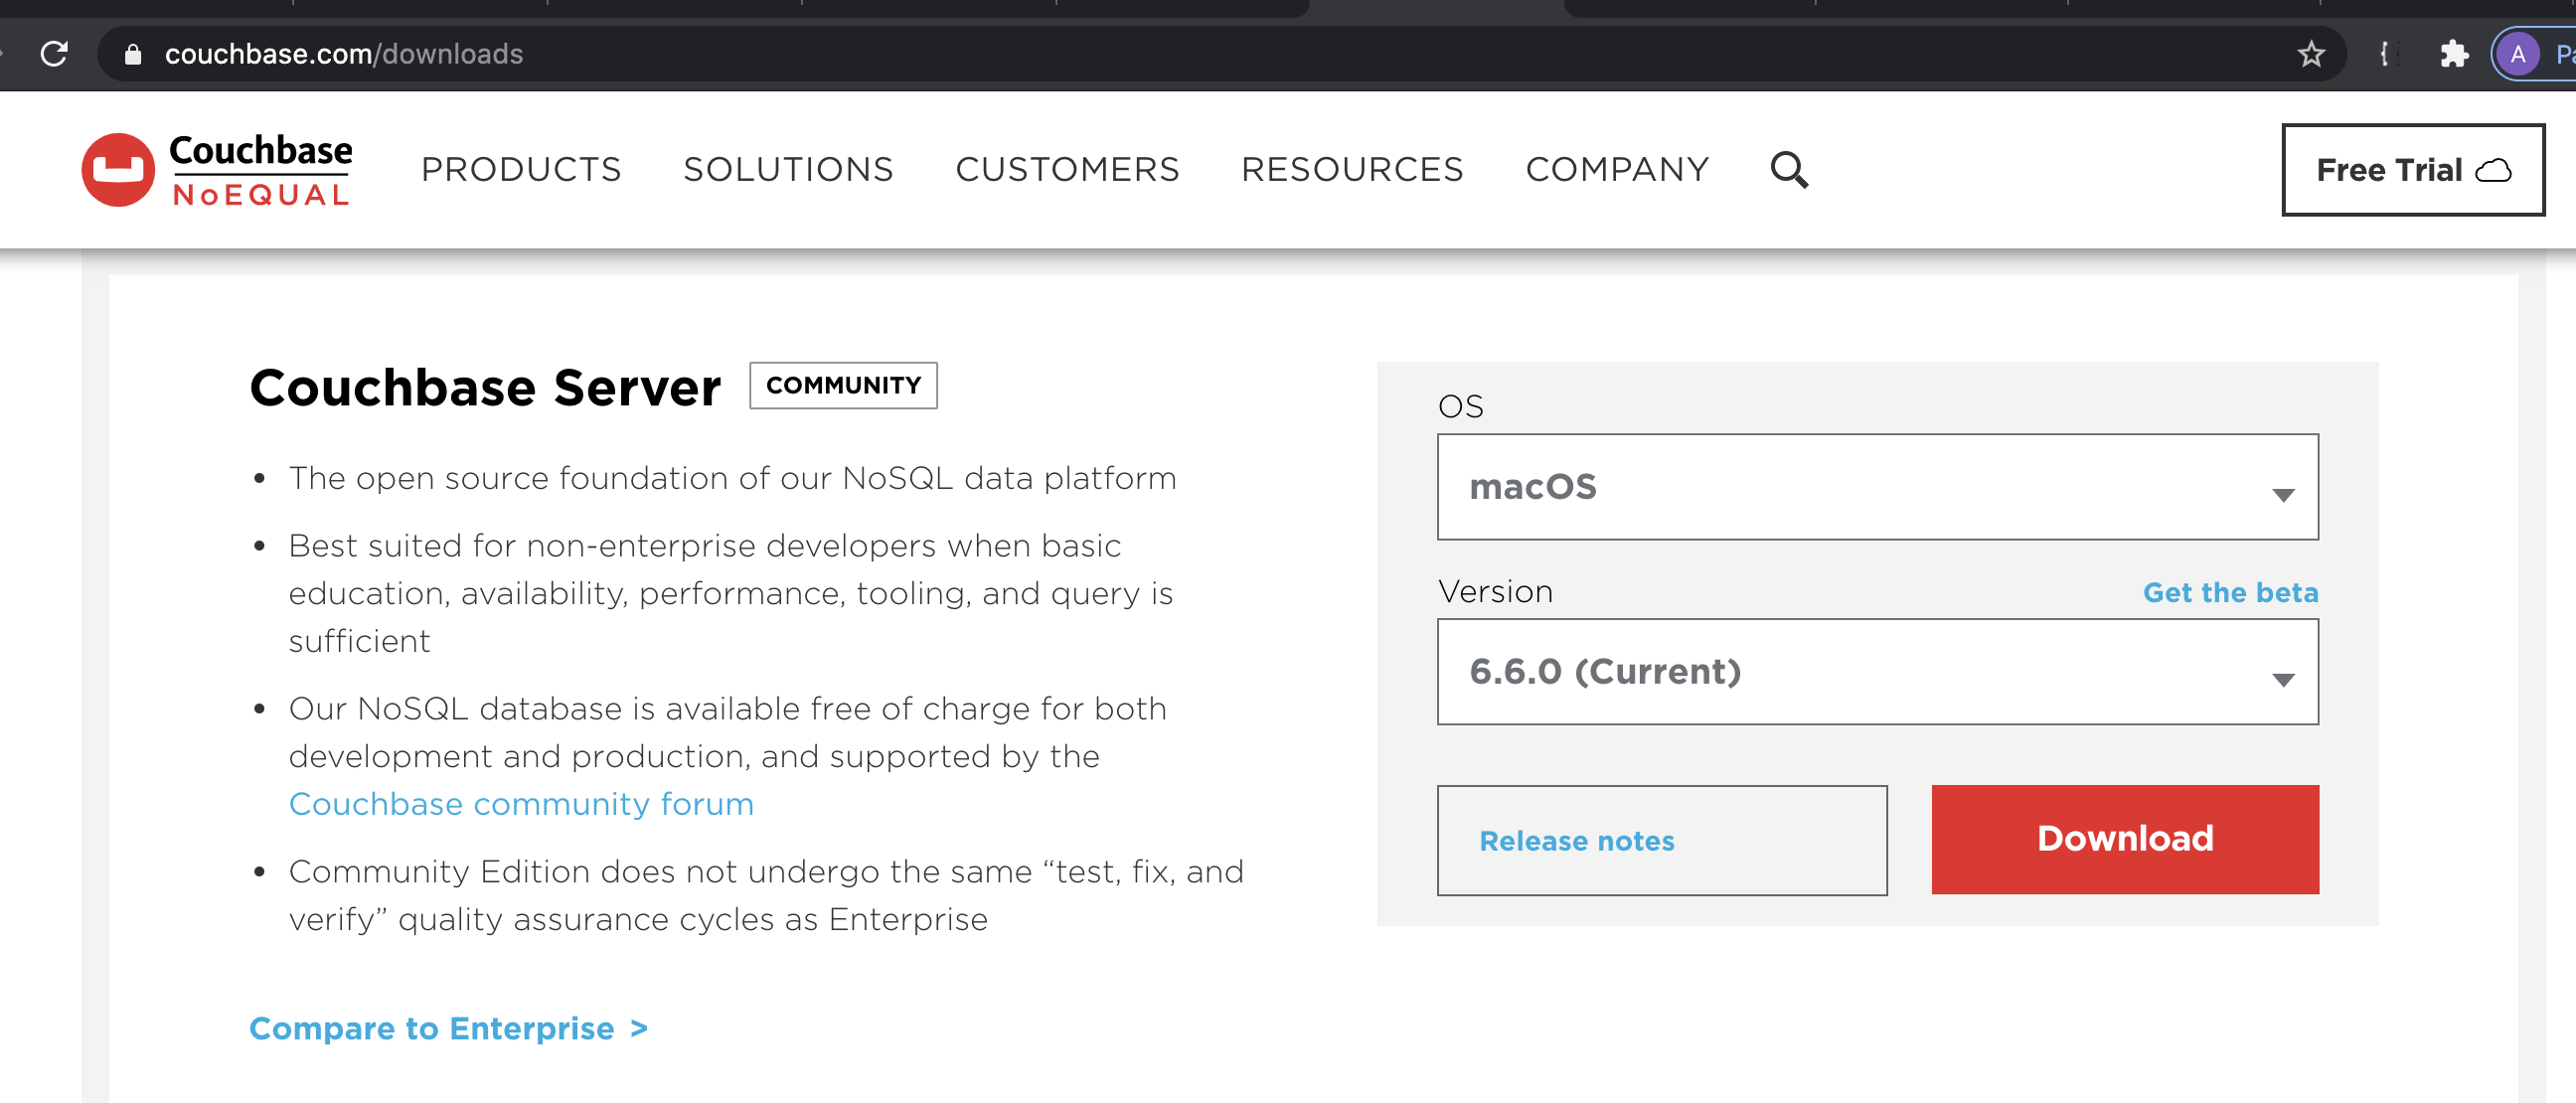 couchbase.com/downloads
A
Pa
Couchbase
NoEQUAL
PRODUCTS SOLUTIONS CUSTOMERS RESOURCES COMPANY
Free Trial
Couchbase Server COMMUNITY
• The open source foundation of our NoSQL data platform
• Best suited for non-enterprise developers when basic
education, availability, performance, tooling, and query is
sufficient
• Our NoSQL database is available free of charge for both
development and production, and supported by the
Couchbase community forum
• Community Edition does not undergo the same “test, fix, and
verify” quality assurance cycles as Enterprise
Compare to Enterprise >
OS
macOS
Version Get the beta
6.6.0 (Current)
Release notes Download